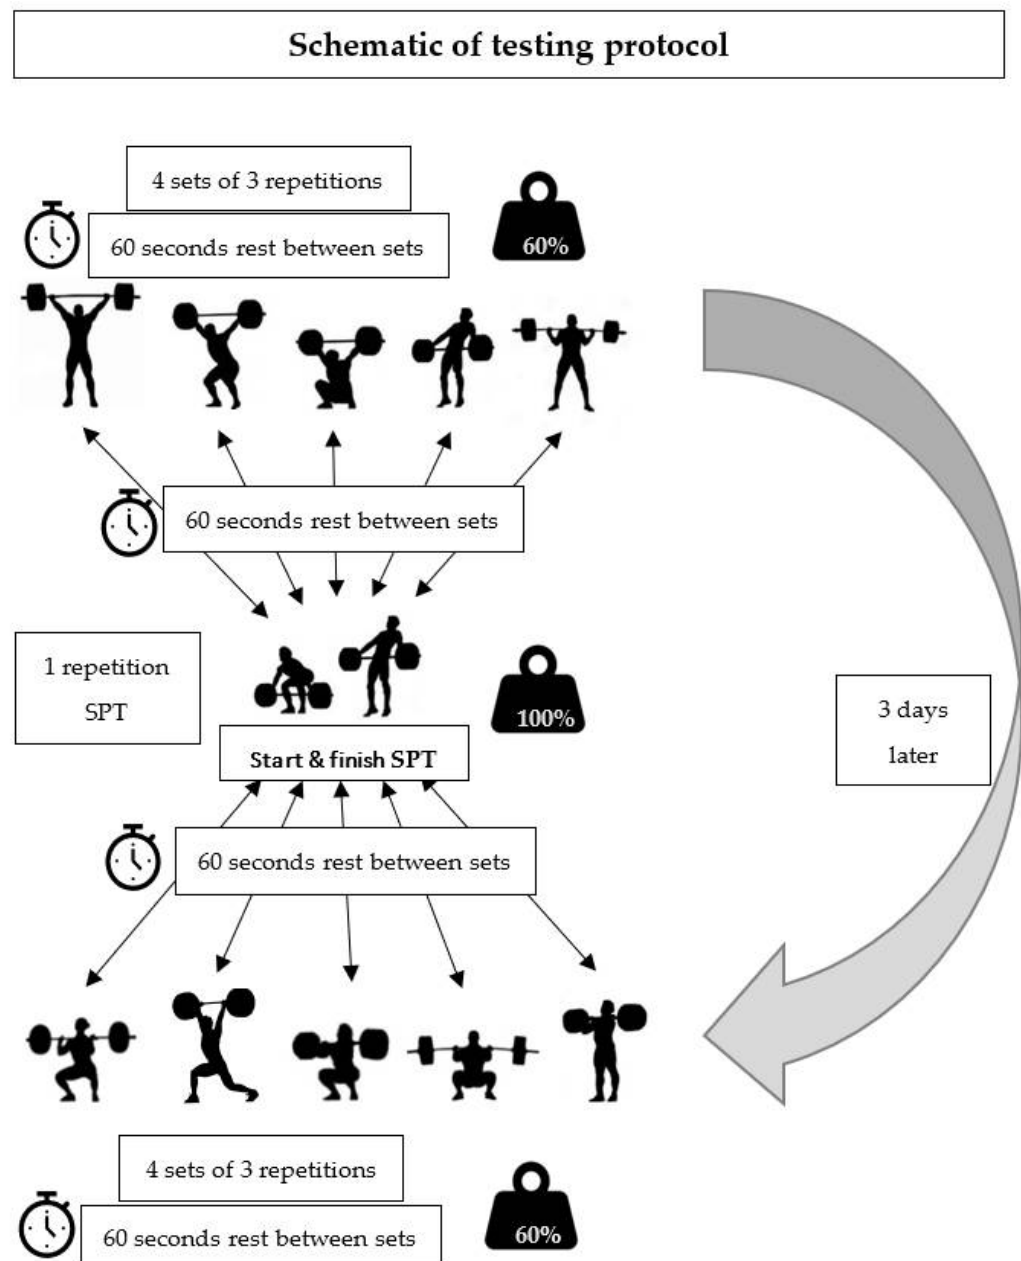 Schematic of testing protocol
4 sets of 3 repetitions
60 seconds rest between sets
60%
60 seconds rest between sets
1 repetition
SPT
100%
Start & finish SPT
3 days
later
60 seconds rest between sets
4 sets of 3 repetitions
60 seconds rest between sets
60%